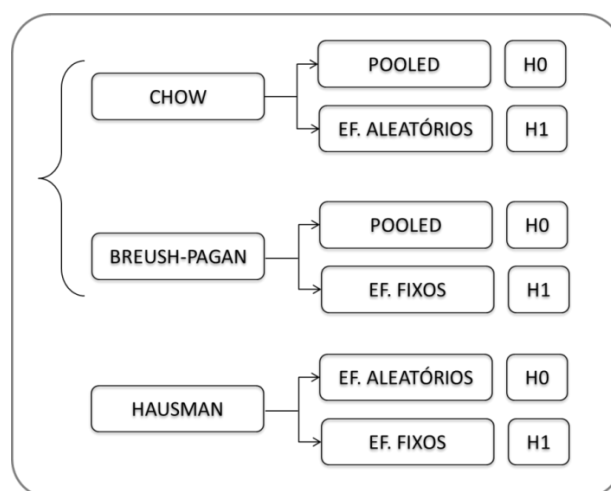 CHOW
POOLED H0
EF. ALEATÓRIOS H1
BREUSH-PAGAN
POOLED H0
EF. FIXOS H1
HAUSMAN
EF. ALEATÓRIOS H0
EF. FIXOS H1